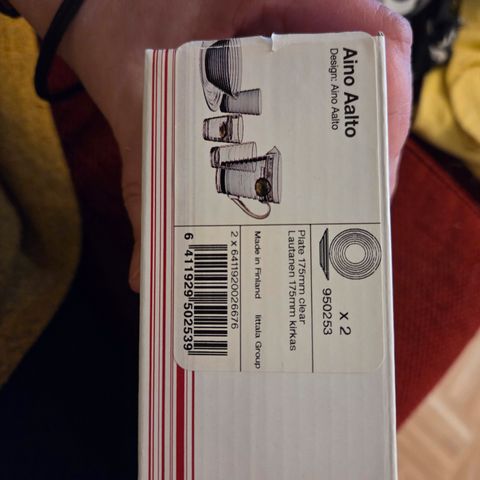 Aino Aalto
Design: Aino Aalto
x 2
950253
Plate 175mm clear
Lautanen 175mm kirkas
Made in Finland Iittala Group
2 x 6411920026676
6 411929 502539